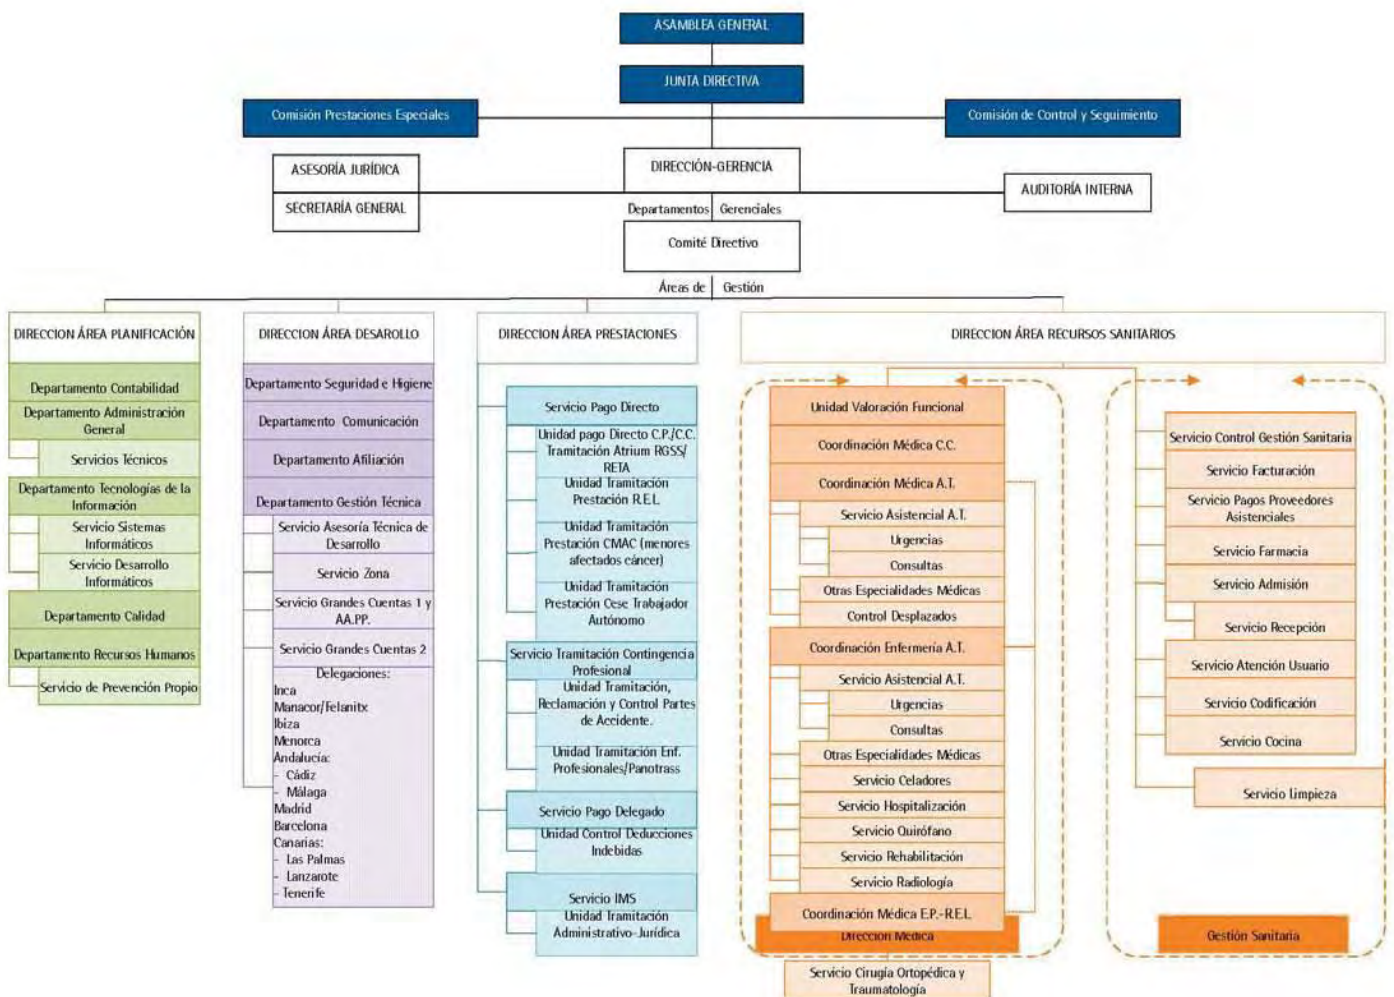 ASAMBLEA GENERAL
JUNTA DIRECTIVA
Comisión Prestaciones Especiales
Comisión de Control y Seguimiento
ASESORÍA JURÍDICA
SECRETARÍA GENERAL
DIRECCIÓN-GERENCIA
AUDITORÍA INTERNA
Departamentos Gerenciales
Comité Directivo
Áreas de Gestión
DIRECCION ÁREA PLANIFICACIÓN
Departamento Contabilidad
Departamento Administración
General
Servicios Técnicos
Departamento Tecnologías de la
Información
Servicio Sistemas
Informáticos
Servicio Desarrollo
Informáticos
Departamento Calidad
Departamento Recursos Humanos
Servicio de Prevención Propio
DIRECCION ÁREA DESAROLLO
Departamento Seguridad e Higiene
Departamento Comunicación
Departamento Afiliación
Departamento Gestión Técnica
Servicio Asesoría Técnica de
Desarrollo
Servicio Zona
Servicio Grandes Cuentas 1 y
AA.PP.
Servicio Grandes Cuentas 2
Delegaciones:
Inca
Manacor/Felanitx
Ibiza
Menorca
Andalucía:
- Cádiz
- Málaga
Madrid
Barcelona
Canarias:
- Las Palmas
- Lanzarote
- Tenerife
DIRECCION ÁREA PRESTACIONES
Servicio Pago Directo
Unidad pago Directo C.P./C.C.
Tramitación Atrium RGSS/
RETA
Unidad Tramitación
Prestación R.E.L
Unidad Tramitación
Prestación CMAC (menores
afectados cáncer)
Unidad Tramitación
Prestación Cese Trabajador
Autónomo
Servicio Tramitación Contingencia
Profesional
Unidad Tramitación,
Reclamación y Control Partes
de Accidente.
Unidad Tramitación Enf.
Profesionales/Panotrass
Servicio Pago Delegado
Unidad Control Deducciones
Indebidas
Servicio IMS
Unidad Tramitación
Administrativo-Jurídica
DIRECCION ÁREA RECURSOS SANITARIOS
Unidad Valoración Funcional
Coordinación Médica C.C.
Coordinación Médica A.T.
Servicio Asistencial A.T.
Urgencias
Consultas
Otras Especialidades Médicas
Control Desplazados
Coordinación Enfermería A.T.
Servicio Asistencial A.T.
Urgencias
Consultas
Otras Especialidades Médicas
Servicio Celadores
Servicio Hospitalización
Servicio Quirófano
Servicio Rehabilitación
Servicio Radiología
Coordinación Médica E.P.-R.E.L
Dirección Médica
Servicio Cirugía Ortopédica y
Traumatología
Servicio Control Gestión Sanitaria
Servicio Facturación
Servicio Pagos Proveedores
Asistenciales
Servicio Farmacia
Servicio Admisión
Servicio Recepción
Servicio Atención Usuario
Servicio Codificación
Servicio Cocina
Servicio Limpieza
Gestión Sanitaria